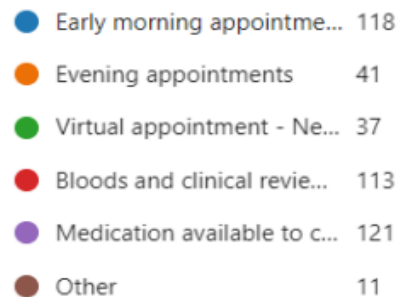 Early morning appointme... 118
Evening appointments 41
Virtual appointment - Ne... 37
Bloods and clinical revie... 113
Medication available to c... 121
Other 11